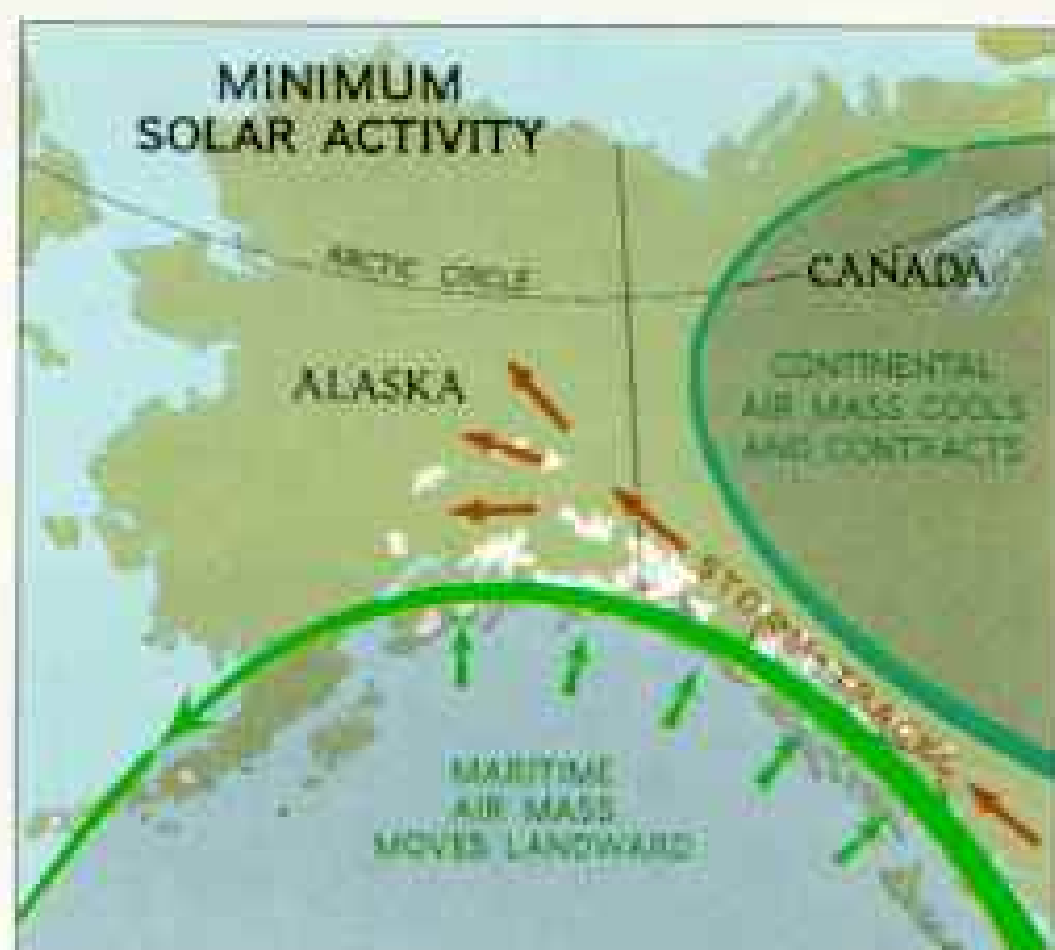 MINIMUM
SOLAR ACTIVITY
ARCTIC CIRCLE
CANADA
ALASKA
CONTINENTAL
AIR MASS COOLS
AND CONTRACTS
STORM TRACKS
MARITIME
AIR MASS
MOVES LANDWARD